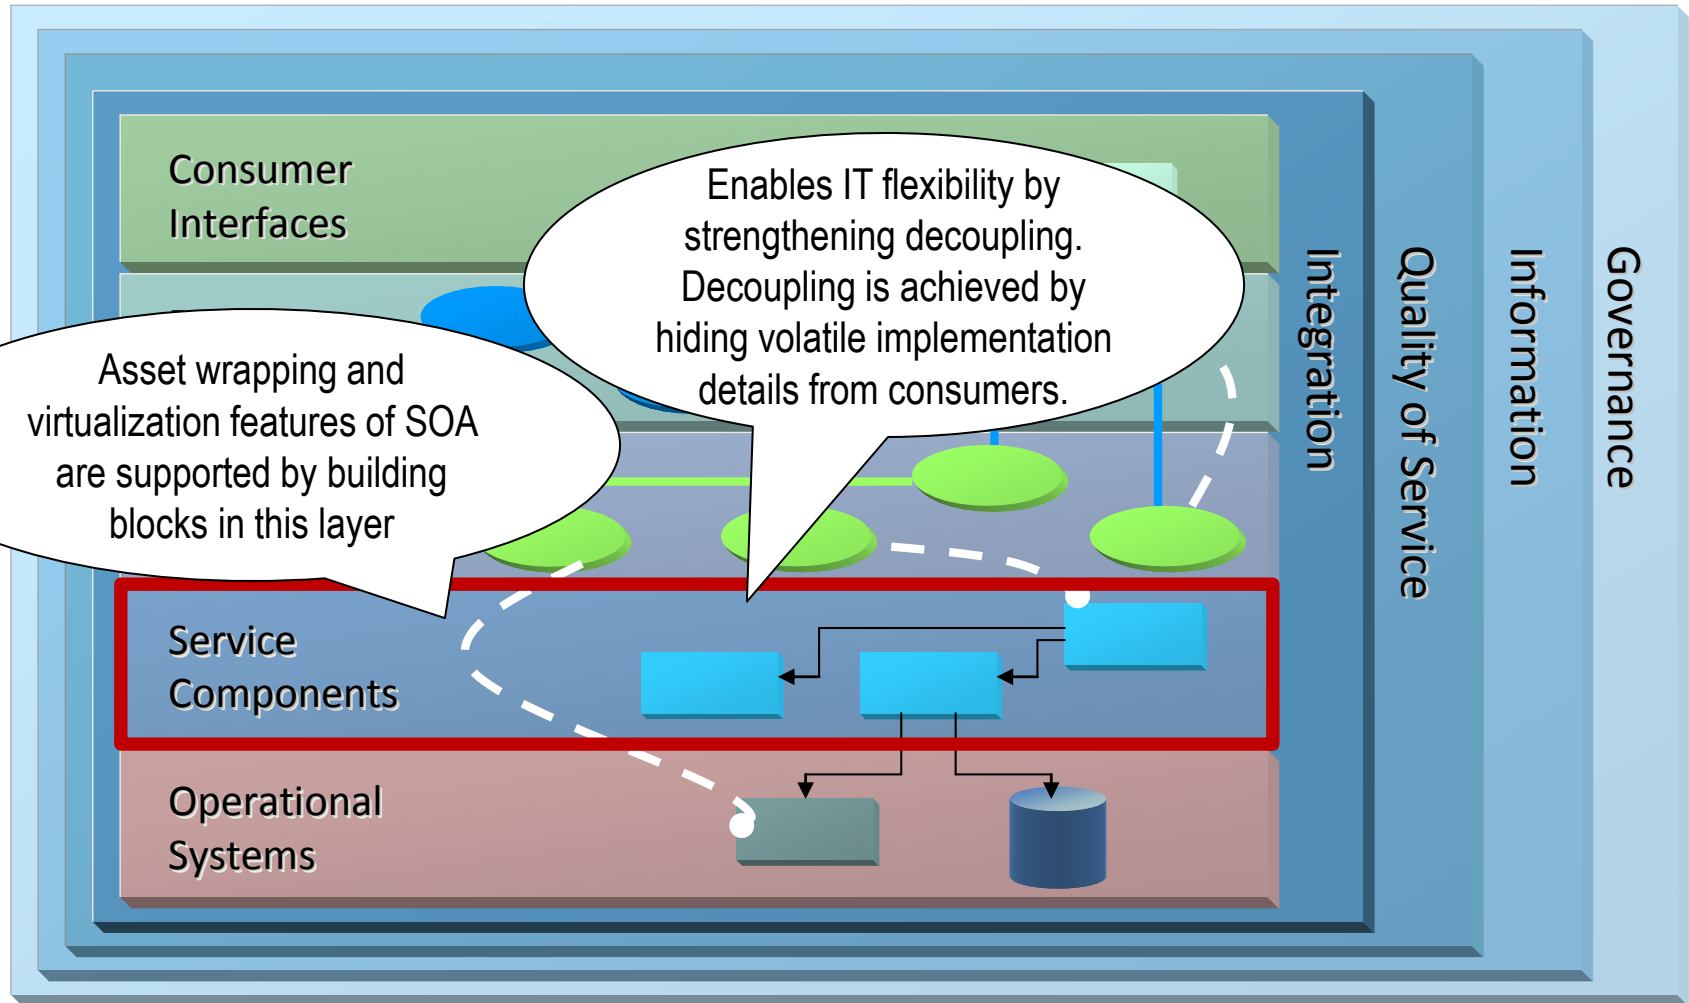 Consumer
Interfaces
Enables IT flexibility by
strengthening decoupling.
Decoupling is achieved by
hiding volatile implementation
details from consumers.
Asset wrapping and
virtualization features of SOA
are supported by building
blocks in this layer
Service
Components
Operational
Systems
Integration
Quality of Service
Information
Governance